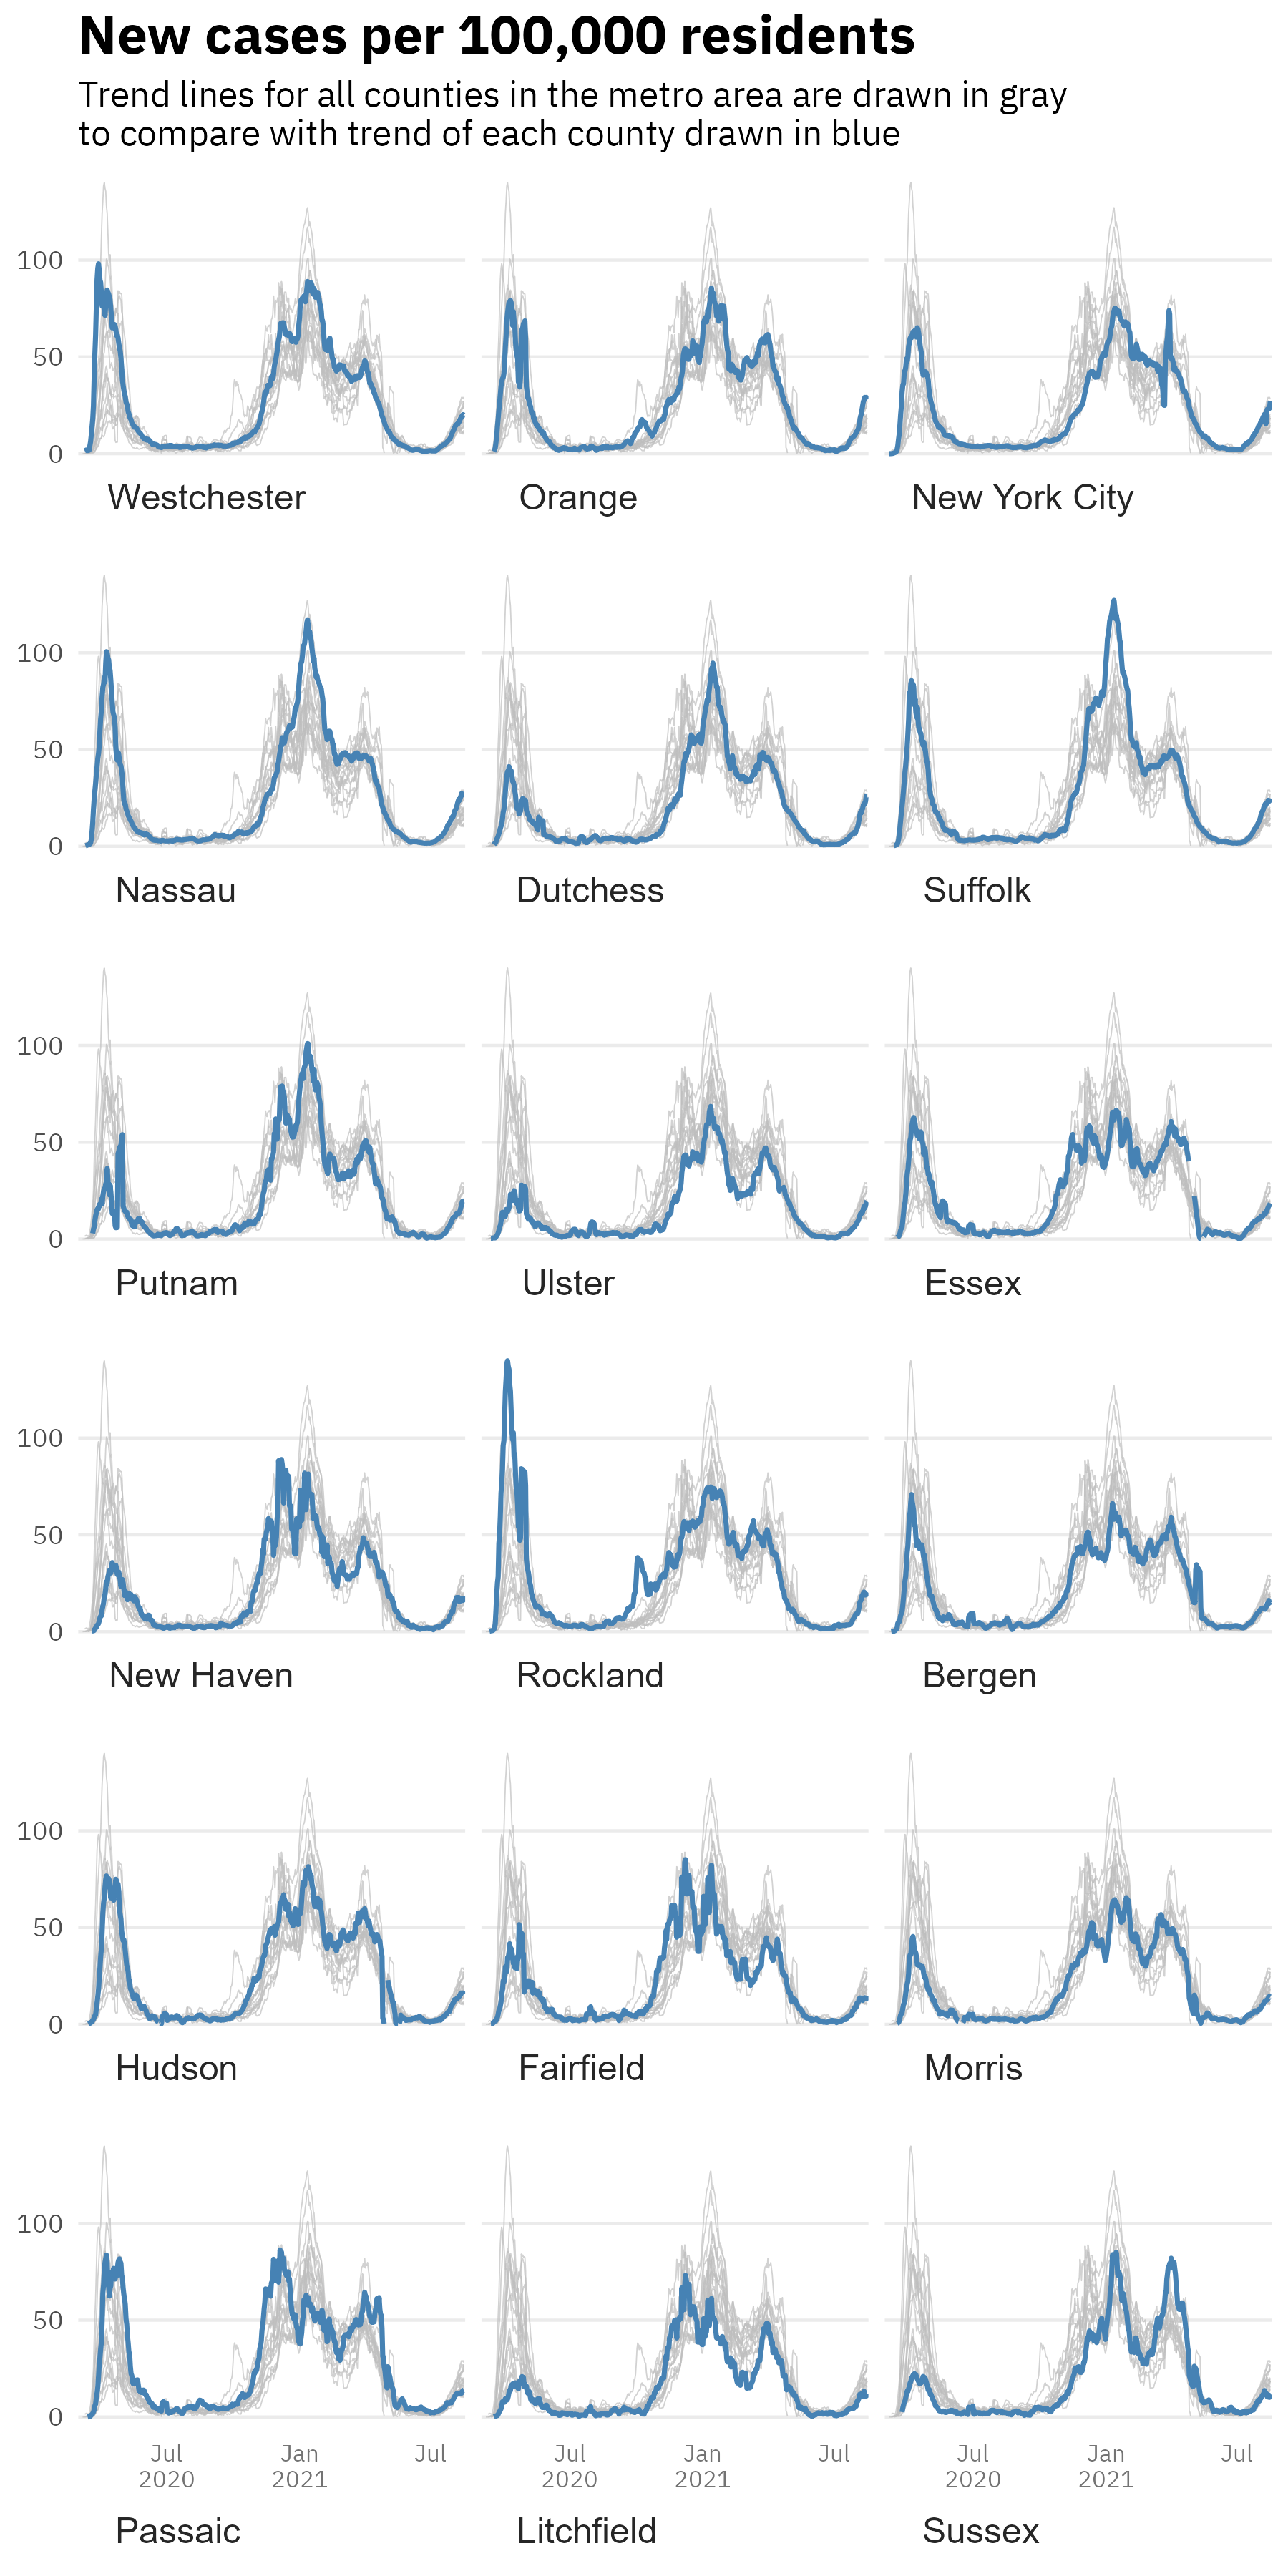 New cases per 100,000 residents
Trend lines for all counties in the metro area are drawn in gray
to compare with trend of each county drawn in blue
100
50
0
Westchester Orange New York City
100
50
0
Nassau Dutchess Suffolk
100
50
0
Putnam Ulster Essex
100
50
0
New Haven Rockland Bergen
100
50
0
Hudson Fairfield Morris
100
50
0
Jul Jan Jul Jul Jan Jul Jul Jan Jul
2020 2021 2020 2021 2020 2021
Passaic Litchfield Sussex